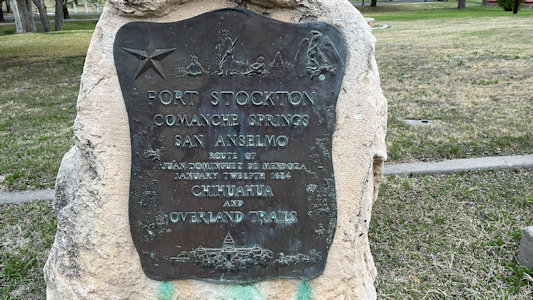 FORT STOCKTON
COMANCHE SPRINGS
SAN ANSELMO
ROUTE OF
JUAN DOMINGUEZ DE MENDOZA
JANUARY TWELFTH 1684
CHIHUAHUA
AND
OVERLAND TRAILS